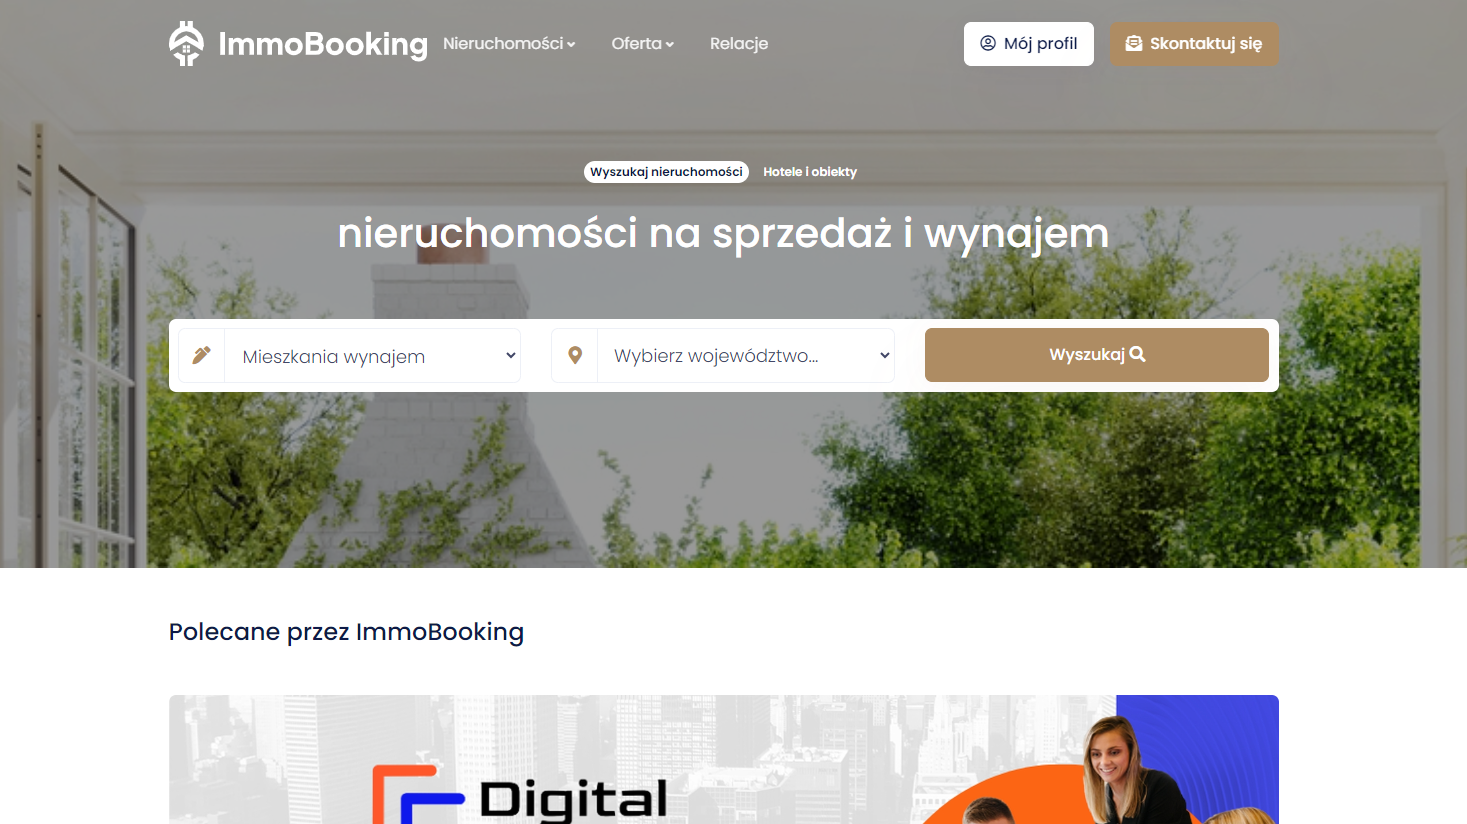 ImmoBooking
Nieruchomości
Oferta
Relacje
Mój profil
Skontaktuj się
Wyszukaj nieruchomości
Hotele i obiekty
nieruchomości na sprzedaż i wynajem
Mieszkania wynajem
Wybierz województwo...
Wyszukaj
Polecane przez ImmoBooking
Digital